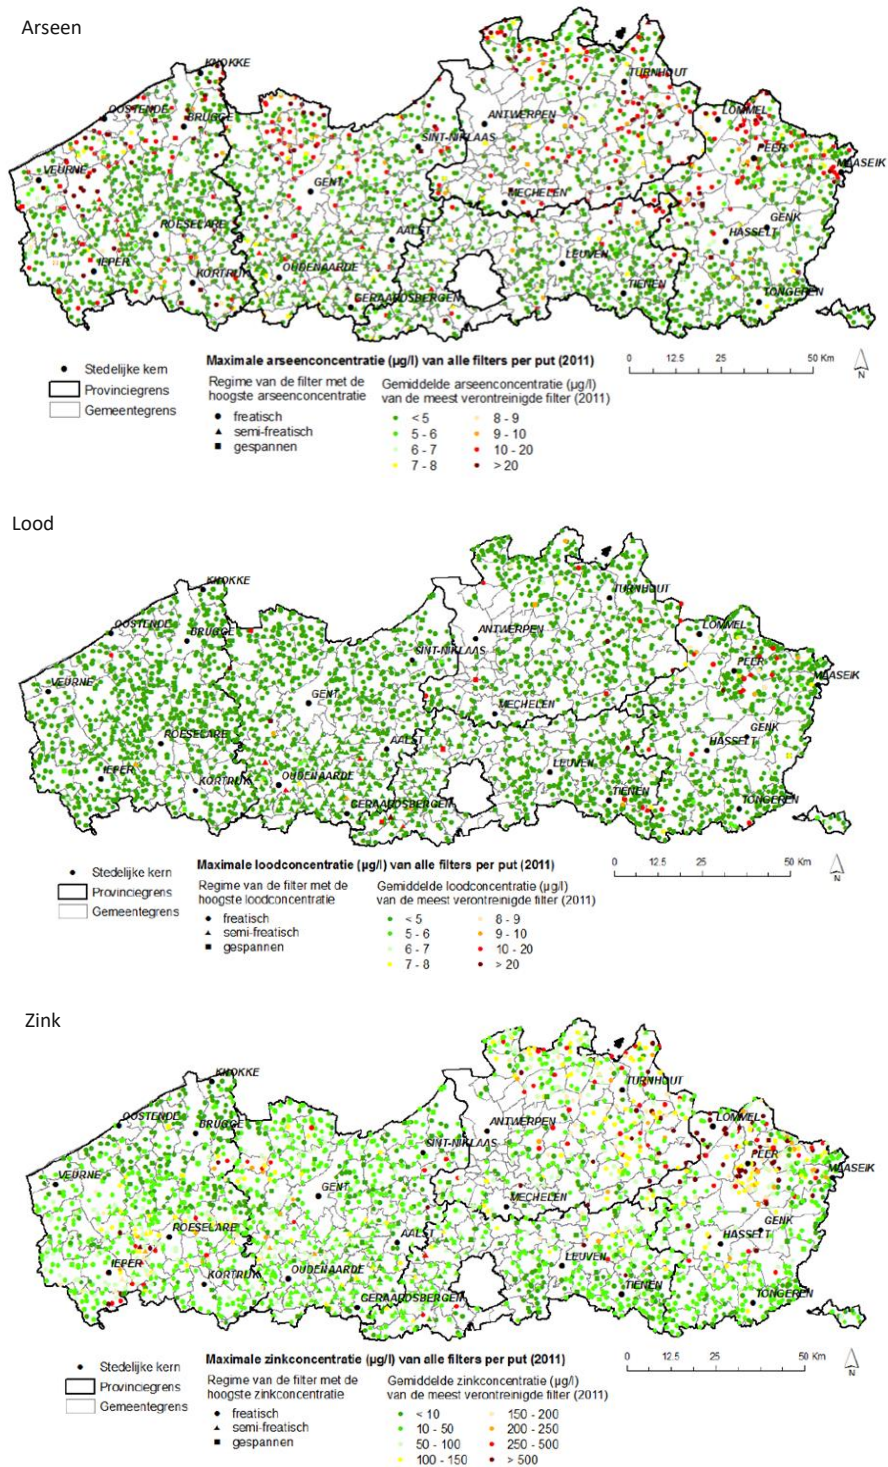 Arseen
KNOKKE
OOSTENDE
BRUGGE
TURNHOUT
ANTWERPEN
LOMMEL
SINT-NIKLAAS
PEER
MAASEIK
VEURNE
GENT
MECHELEN
GENK
ROESELARE
AALST
HASSELT
IEPER
LEUVEN
KORTRIJK
OUDENAARDE
TIENEN
TONGEREN
GERAARDSBERGEN
Stedelijke kern
Provinciegrens
Gemeentegrens
Maximale arseenconcentratie (µg/l) van alle filters per put (2011)
Regime van de filter met de
hoogste arseenconcentratie
freatisch
semi-freatisch
gespannen
Gemiddelde arseenconcentratie (µg/l)
van de meest verontreinigde filter (2011)
< 5
5 - 6
6 - 7
7 - 8
8 - 9
9 - 10
10 - 20
> 20
0 12.5 25 50 Km
N
Lood
KNOKKE
OOSTENDE
BRUGGE
TURNHOUT
ANTWERPEN
LOMMEL
SINT-NIKLAAS
PEER
MAASEIK
VEURNE
GENT
MECHELEN
GENK
ROESELARE
AALST
HASSELT
IEPER
LEUVEN
KORTRIJK
OUDENAARDE
TIENEN
TONGEREN
GERAARDSBERGEN
Stedelijke kern
Provinciegrens
Gemeentegrens
Maximale loodconcentratie (µg/l) van alle filters per put (2011)
Regime van de filter met de
hoogste loodconcentratie
freatisch
semi-freatisch
gespannen
Gemiddelde loodconcentratie (µg/l)
van de meest verontreinigde filter (2011)
< 5
5 - 6
6 - 7
7 - 8
8 - 9
9 - 10
10 - 20
> 20
0 12.5 25 50 Km
N
Zink
KNOKKE
OOSTENDE
BRUGGE
TURNHOUT
ANTWERPEN
LOMMEL
SINT-NIKLAAS
PEER
MAASEIK
VEURNE
GENT
MECHELEN
GENK
ROESELARE
AALST
HASSELT
IEPER
LEUVEN
KORTRIJK
OUDENAARDE
TIENEN
TONGEREN
GERAARDSBERGEN
Stedelijke kern
Provinciegrens
Gemeentegrens
Maximale zinkconcentratie (µg/l) van alle filters per put (2011)
Regime van de filter met de
hoogste zinkconcentratie
freatisch
semi-freatisch
gespannen
Gemiddelde zinkconcentratie (µg/l)
van de meest verontreinigde filter (2011)
< 10
10 - 50
50 - 100
100 - 150
150 - 200
200 - 250
250 - 500
> 500
0 12.5 25 50 Km
N